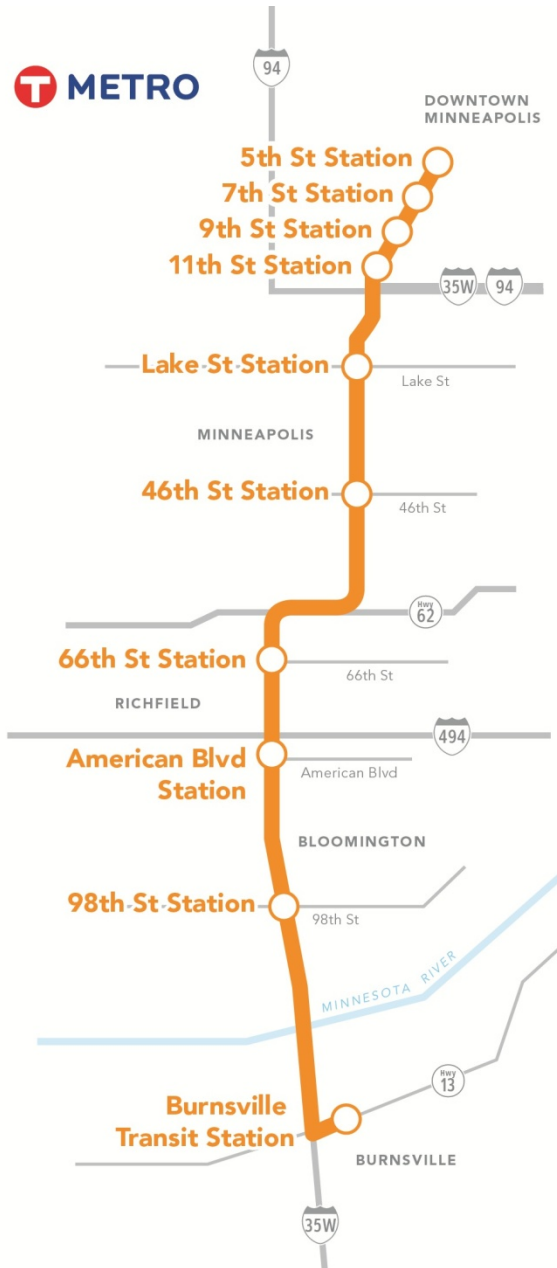 94
T METRO
DOWNTOWN
MINNEAPOLIS
5th St Station
7th St Station
9th St Station
11th St Station
35W
94
Lake St Station
Lake St
MINNEAPOLIS
46th St Station
46th St
Hwy
62
66th St Station
66th St
RICHFIELD
494
American Blvd
Station
American Blvd
BLOOMINGTON
98th St Station
98th St
MINNESOTA RIVER
Hwy
13
Burnsville
Transit Station
BURNSVILLE
35W